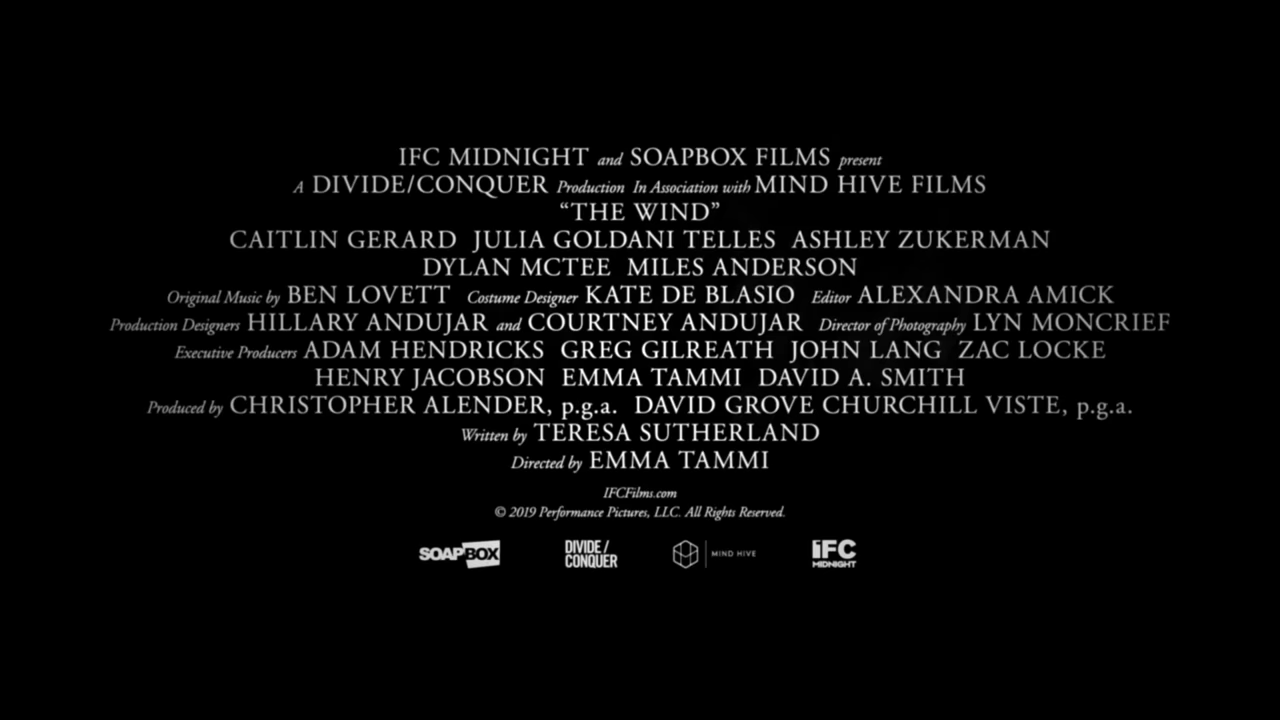 IFC MIDNIGHT and SOAPBOX FILMS present
A DIVIDE/CONQUER Production In Association with MIND HIVE FILMS
“THE WIND”
CAITLIN GERARD JULIA GOLDANI TELLES ASHLEY ZUKERMAN
DYLAN MCTEE MILES ANDERSON
Original Music by BEN LOVETT Costume Designer KATE DE BLASIO Editor ALEXANDRA AMICK
Production Designers HILLARY ANDUJAR and COURTNEY ANDUJAR Director of Photography LYN MONCRIEF
Executive Producers ADAM HENDRICKS GREG GILREATH JOHN LANG ZAC LOCKE
HENRY JACOBSON EMMA TAMMI DAVID A. SMITH
Produced by CHRISTOPHER ALENDER, p.g.a. DAVID GROVE CHURCHILL VISTE, p.g.a.
Written by TERESA SUTHERLAND
Directed by EMMA TAMMI
IFCFilms.com
© 2019 Performance Pictures, LLC. All Rights Reserved.
SOAPBOX
DIVIDE/
CONQUER
MIND HIVE
IFC
MIDNIGHT